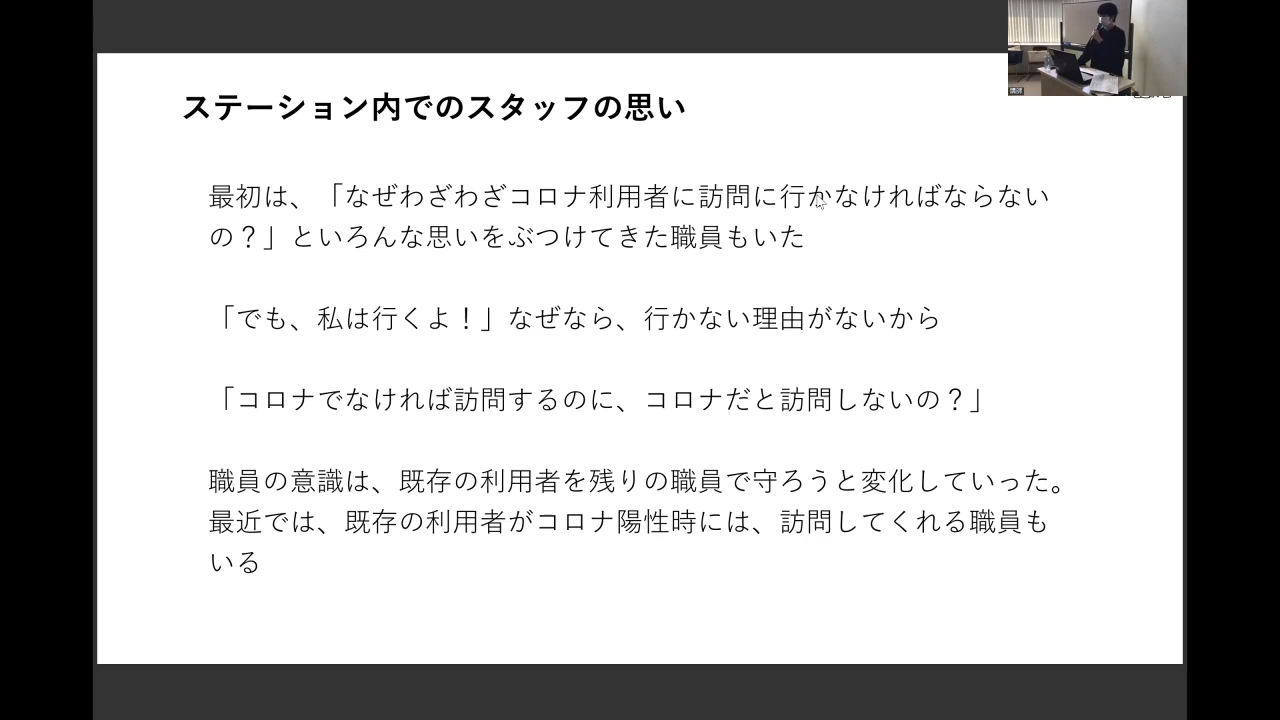 ステーション内でのスタッフの思い
最初は、「なぜわざわざコロナ利用者に訪問に行かなければならない
の？」といろんな思いをぶつけてきた職員もいた
「でも、私は行くよ！」なぜなら、行かない理由がないから
「コロナでなければ訪問するのに、コロナだと訪問しないの？」
職員の意識は、既存の利用者を残りの職員で守ろうと変化していった。
最近では、既存の利用者がコロナ陽性時には、訪問してくれる職員も
いる